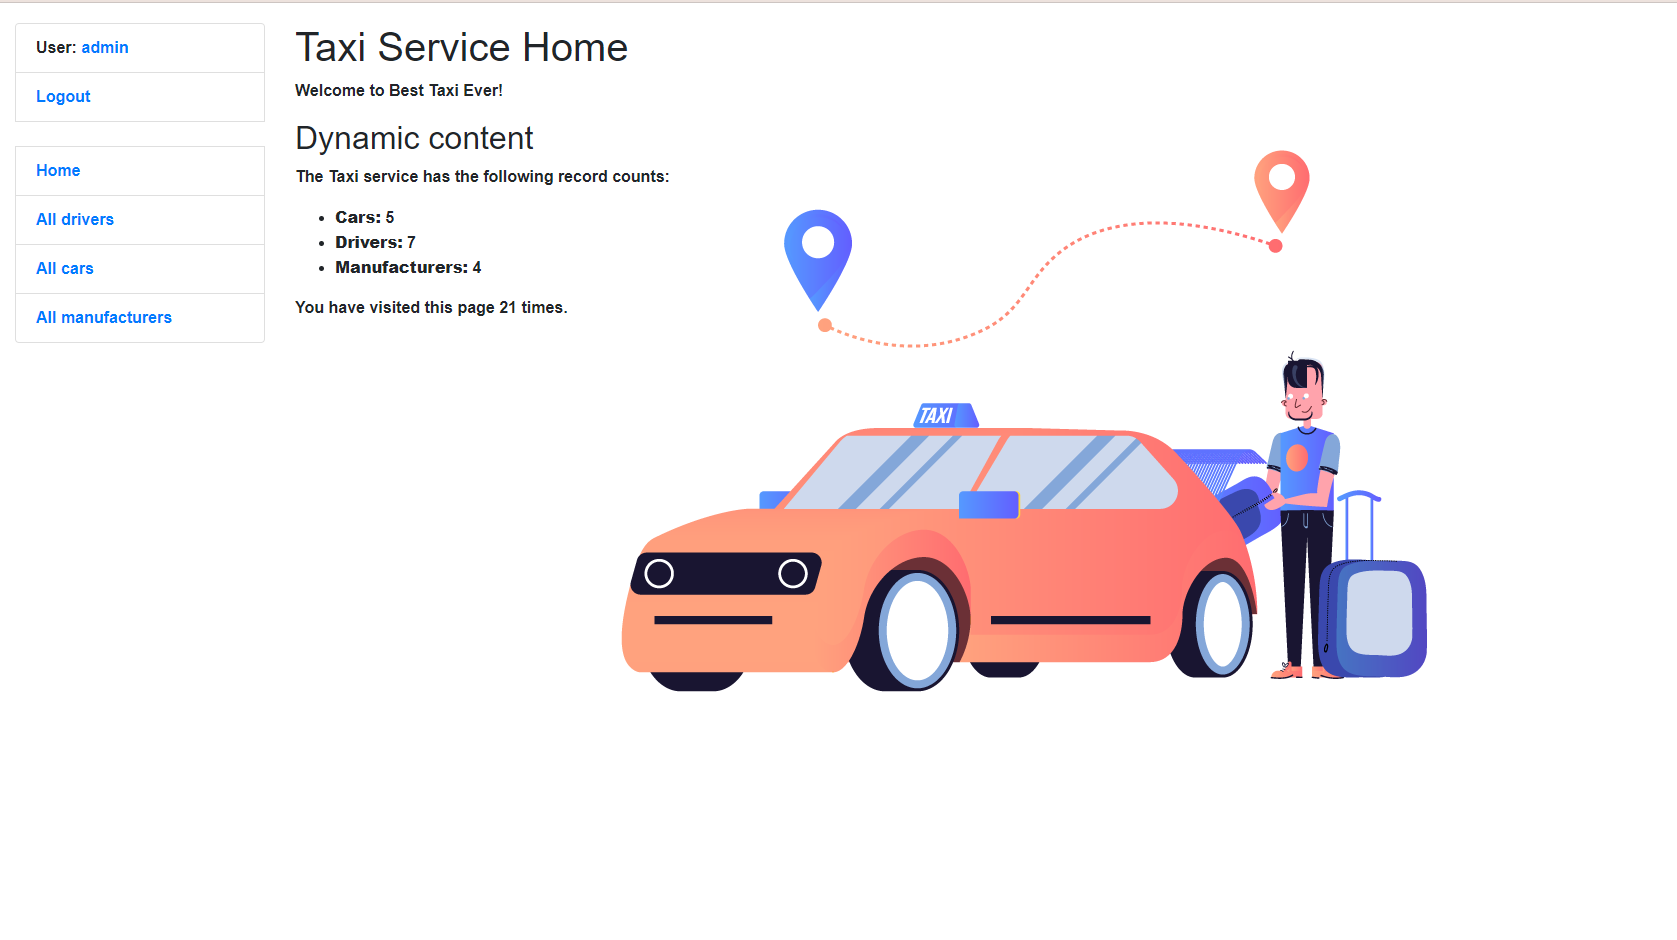 User: admin
Logout
Home
All drivers
All cars
All manufacturers
Taxi Service Home
Welcome to Best Taxi Ever!
Dynamic content
The Taxi service has the following record counts:
Cars: 5
Drivers: 7
Manufacturers: 4
You have visited this page 21 times.
TAXI